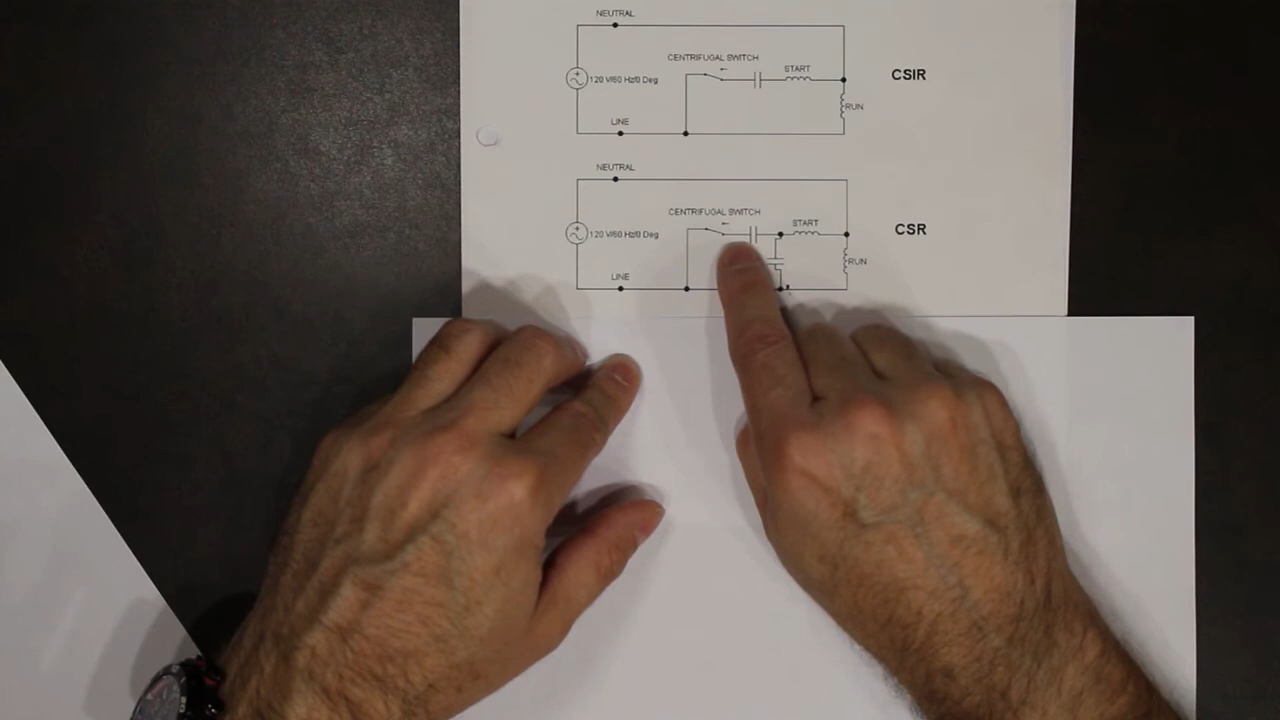 NEUTRAL
CENTRIFUGAL SWITCH
START
CSIR
120 V/60 Hz/0 Deg
RUN
LINE
NEUTRAL
CENTRIFUGAL SWITCH
START
CSR
120 V/60 Hz/0 Deg
RUN
LINE